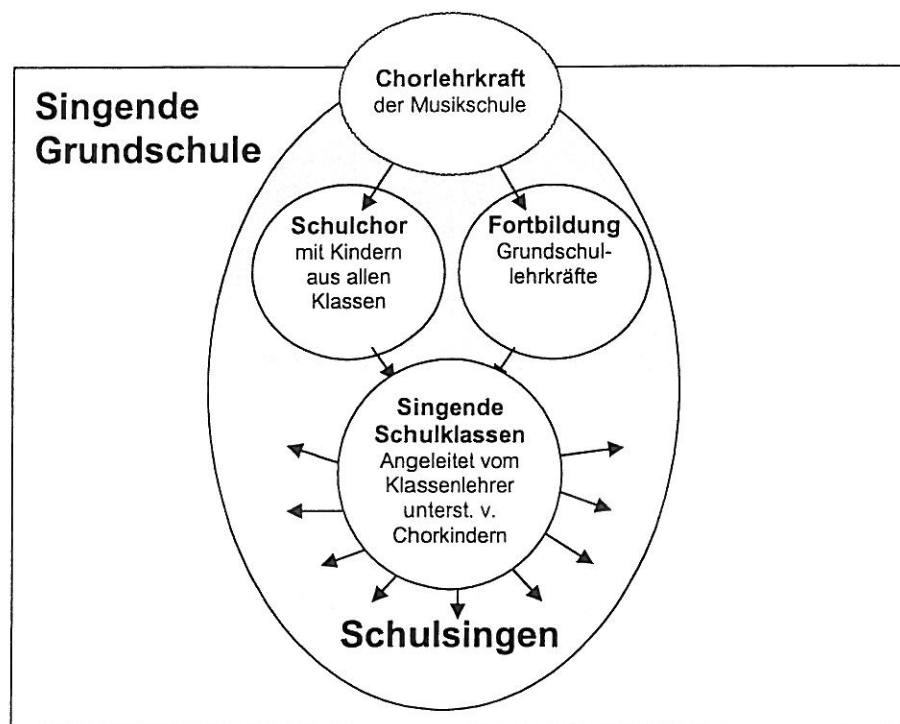 Chorlehrkraft
der Musikschule
Singende
Grundschule
Schulchor
mit Kindern
aus allen
Klassen
Fortbildung
Grundschul-
lehrkräfte
Singende
Schulklassen
Angeleitet vom
Klassenlehrer
unterst. v.
Chorkindern
Schulsingen